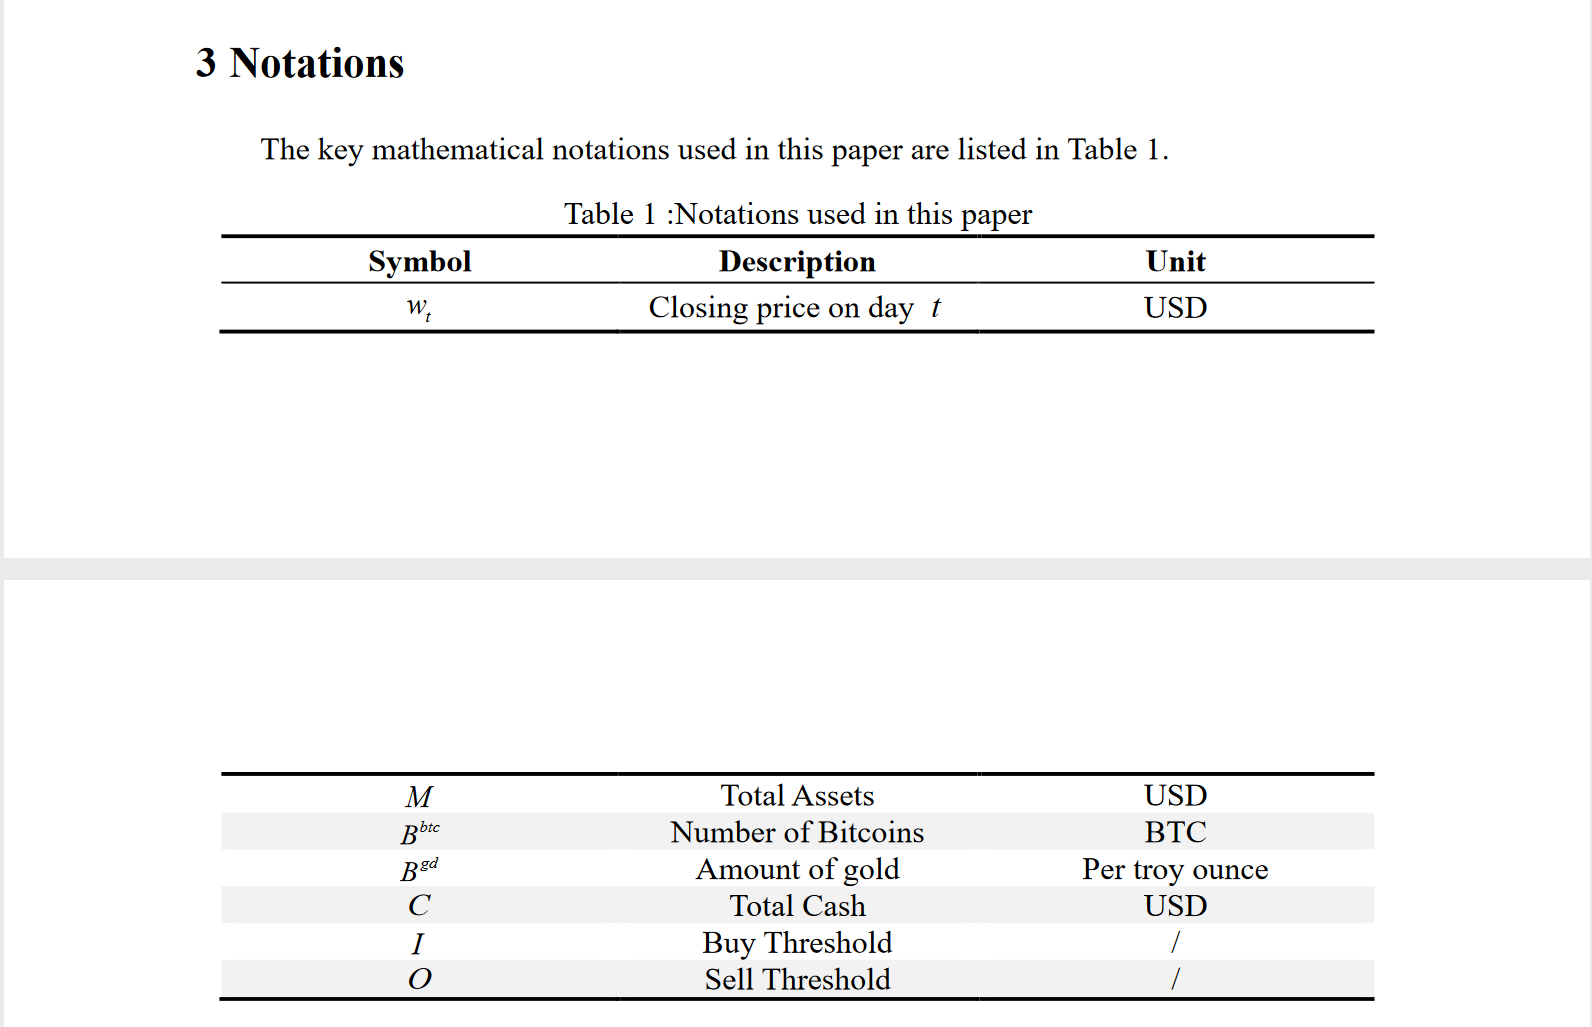 3 Notations
The key mathematical notations used in this paper are listed in Table 1.
Table 1 :Notations used in this paper
Symbol Description Unit
w_t Closing price on day t USD
M Total Assets USD
B^btc Number of Bitcoins BTC
B^gd Amount of gold Per troy ounce
C Total Cash USD
I Buy Threshold /
O Sell Threshold /